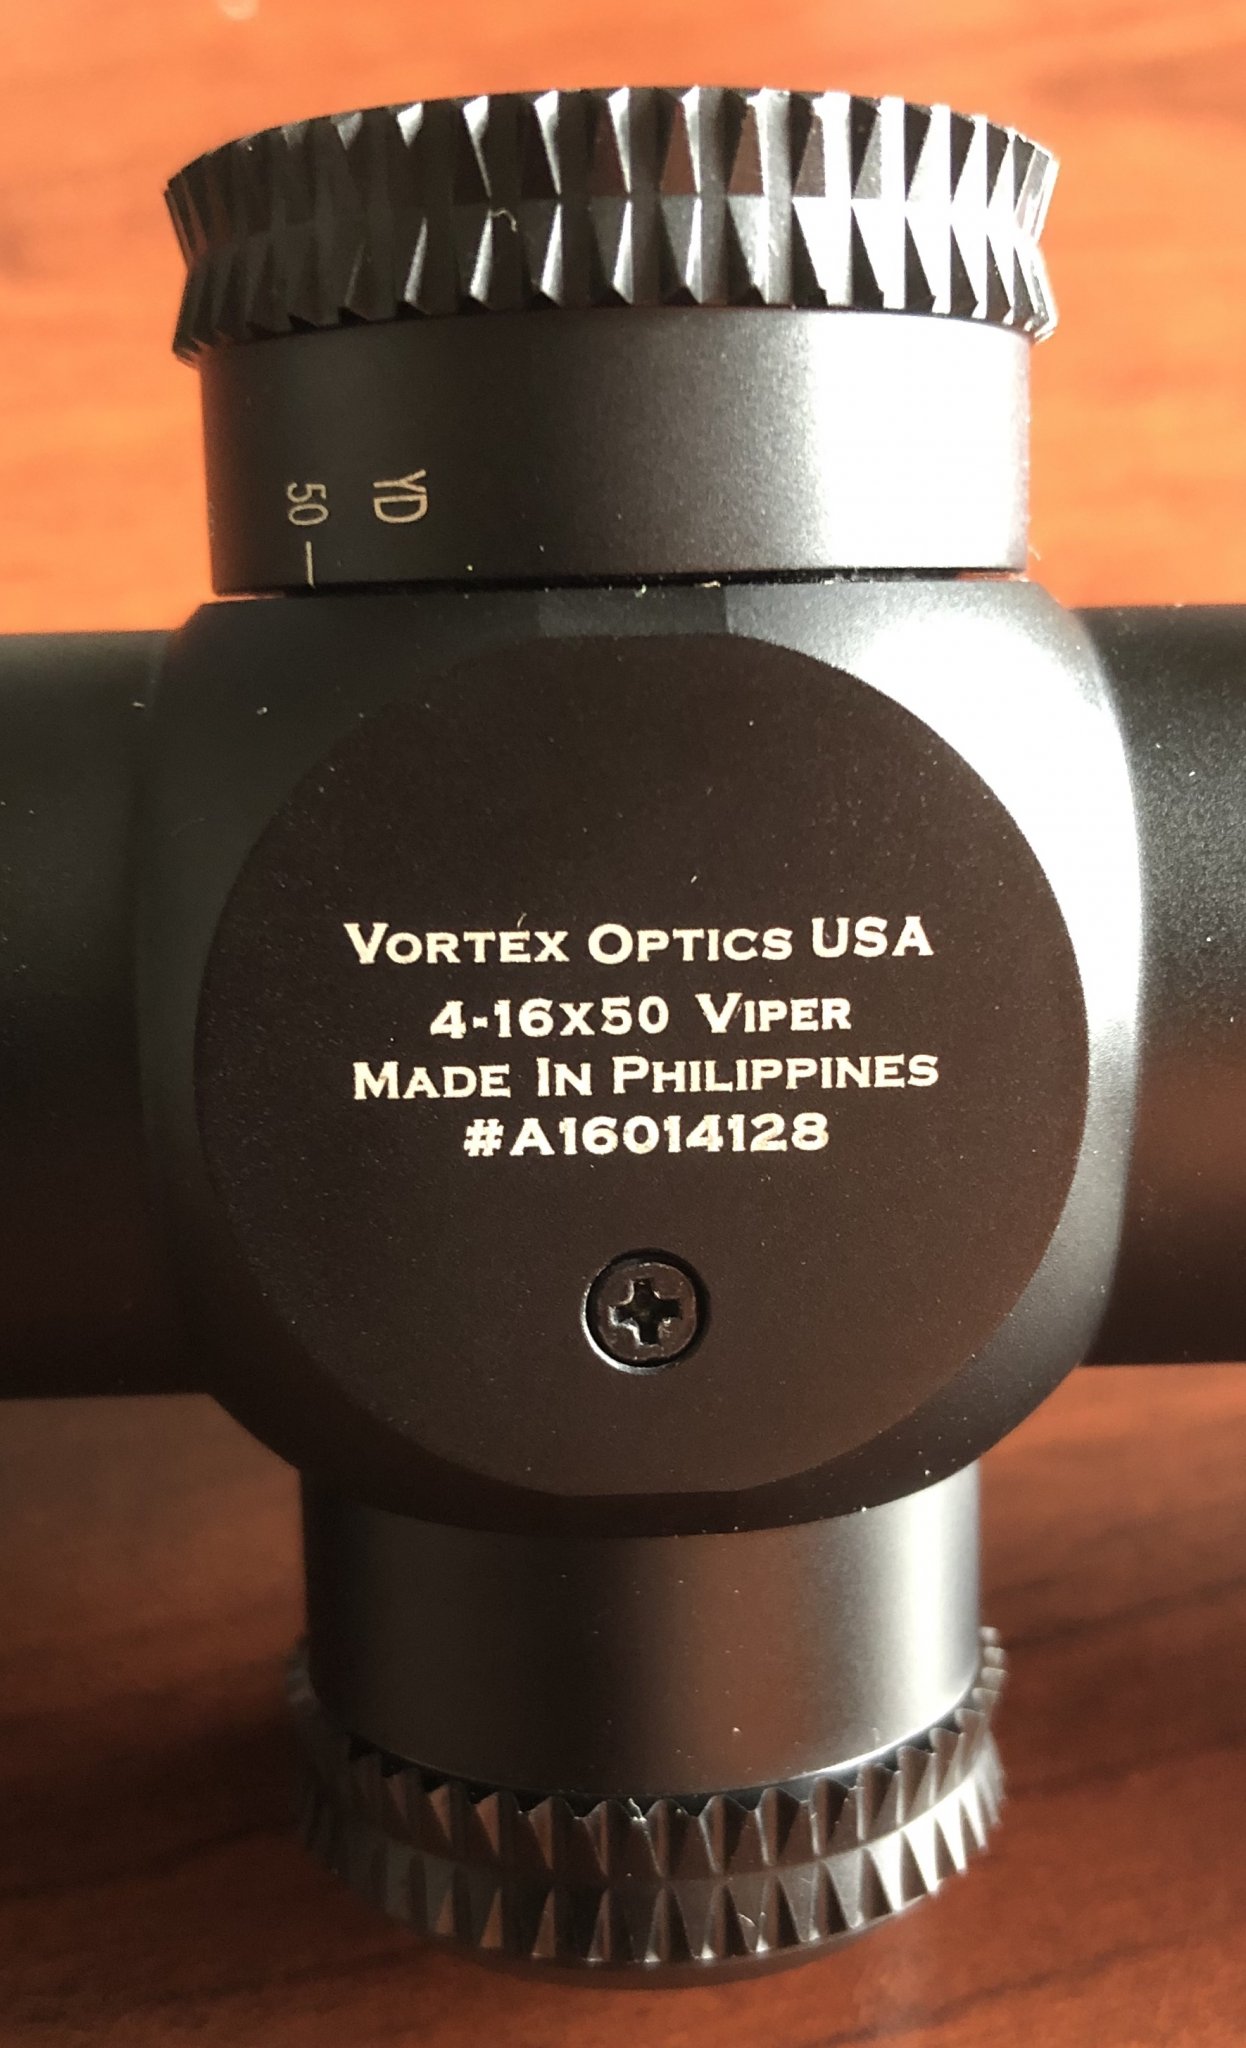 YD
50
VORTEX OPTICS USA
4-16x50 VIPER
MADE IN PHILIPPINES
#A16014128